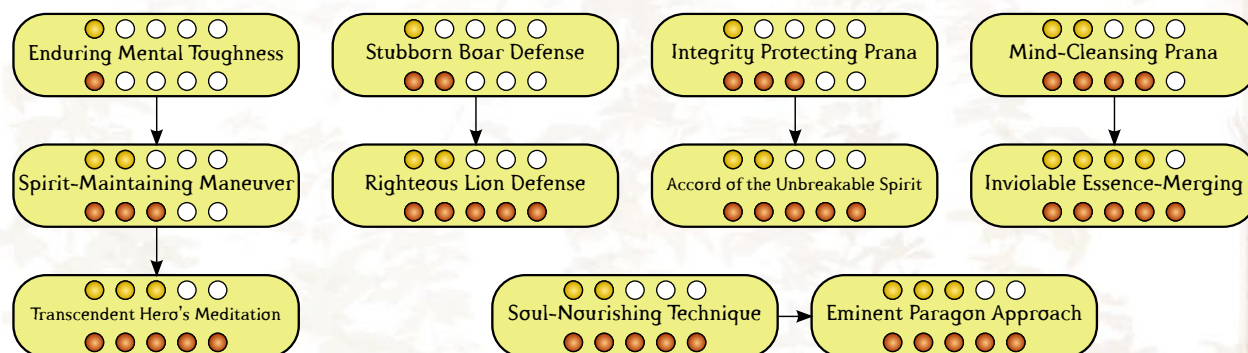 Enduring Mental Toughness
Stubborn Boar Defense
Integrity Protecting Prana
Mind-Cleansing Prana
Spirit-Maintaining Maneuver
Righteous Lion Defense
Accord of the Unbreakable Spirit
Inviolable Essence-Merging
Transcendent Hero's Meditation
Soul-Nourishing Technique
Eminent Paragon Approach